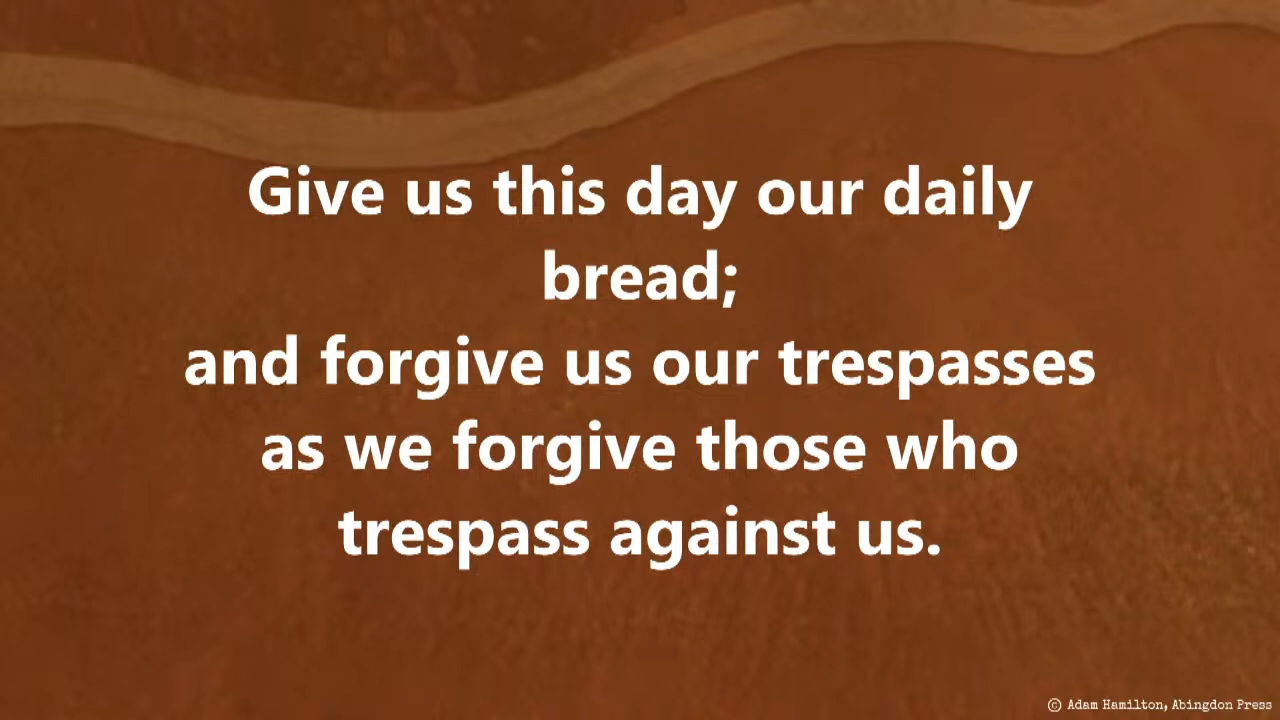 Give us this day our daily
bread;
and forgive us our trespasses
as we forgive those who
trespass against us.
© Adam Hamilton, Abingdon Press